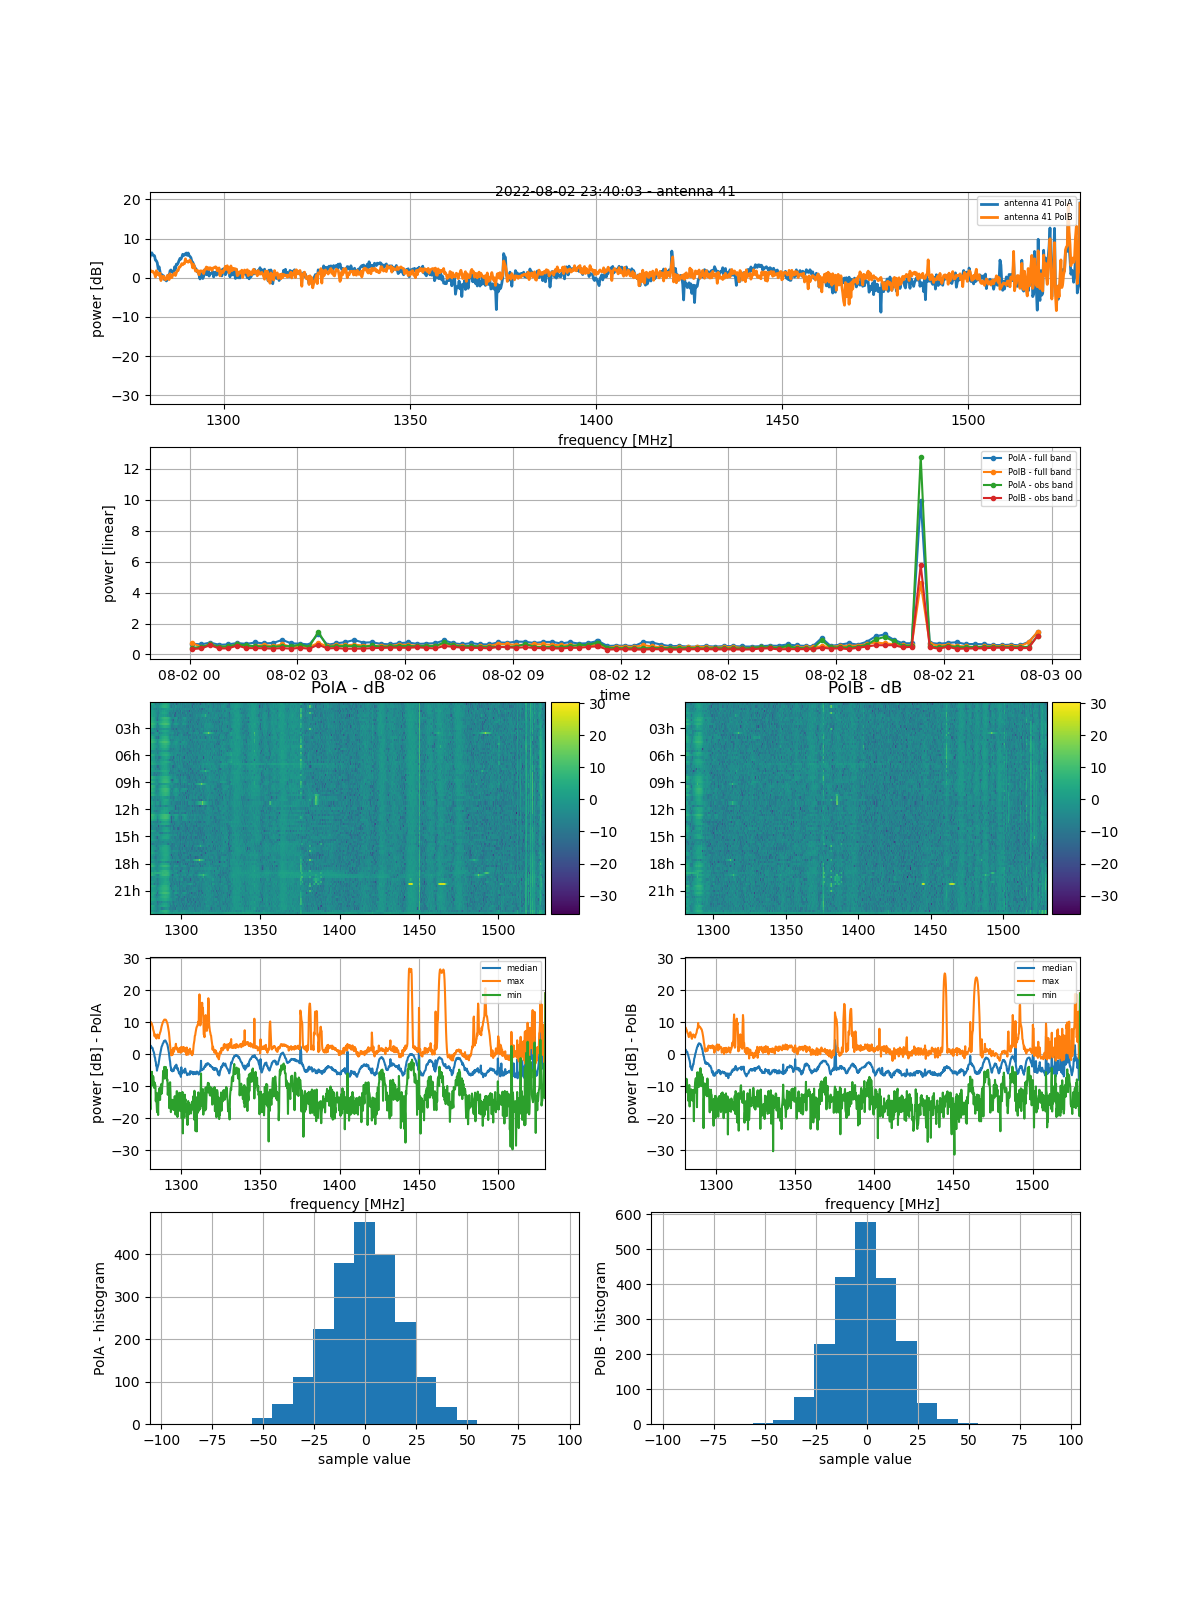 2022-08-02 23:40:03 - antenna 41
20
10
0
−10
−20
−30
power [dB]
antenna 41 PolA
antenna 41 PolB
1300 1350 1400 1450 1500
frequency [MHz]
12
10
8
6
4
2
0
power [linear]
PolA - full band
PolB - full band
PolA - obs band
PolB - obs band
08-02 00 08-02 03 08-02 06 08-02 09 08-02 12 08-02 15 08-02 18 08-02 21 08-03 00
time
PolA - dB
03h
06h
09h
12h
15h
18h
21h
1300 1350 1400 1450 1500
30
20
10
0
−10
−20
−30
PolB - dB
03h
06h
09h
12h
15h
18h
21h
1300 1350 1400 1450 1500
30
20
10
0
−10
−20
−30
30
20
10
0
−10
−20
−30
power [dB] - PolA
median
max
min
1300 1350 1400 1450 1500
frequency [MHz]
30
20
10
0
−10
−20
−30
power [dB] - PolB
median
max
min
1300 1350 1400 1450 1500
frequency [MHz]
400
300
200
100
0
PolA - histogram
−100 −75 −50 −25 0 25 50 75 100
sample value
600
500
400
300
200
100
0
PolB - histogram
−100 −75 −50 −25 0 25 50 75 100
sample value